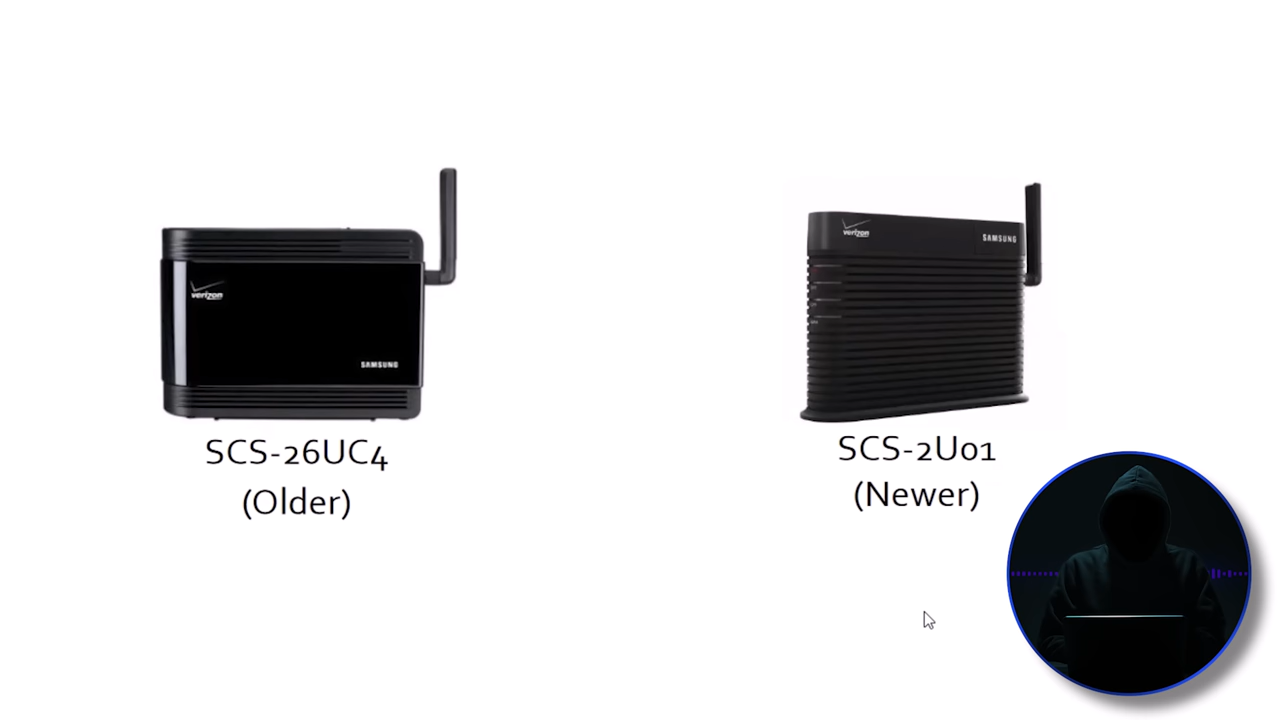 verizon
SAMSUNG
SCS-26UC4
(Older)
verizon
SAMSUNG
SCS-2U01
(Newer)